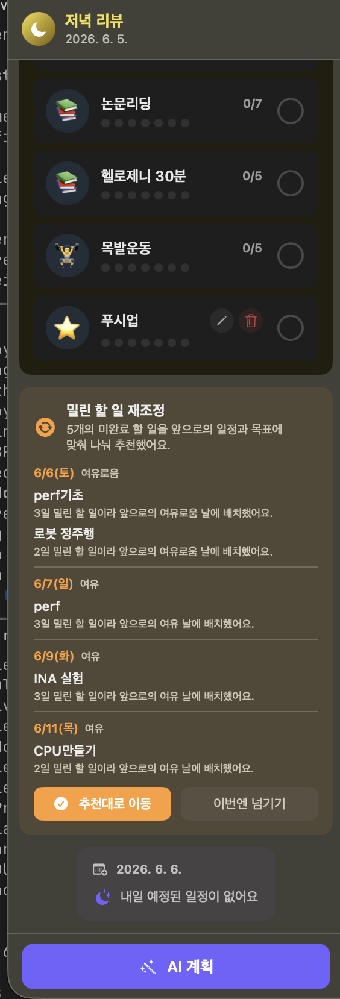 저녁 리뷰
2026. 6. 5.
논문리딩 0/7
헬로제니 30분 0/5
목발운동 0/5
푸시업
밀린 할 일 재조정
5개의 미완료 할 일을 앞으로의 일정과 목표에
맞춰 나눠 추천했어요.
6/6(토) 여유로움
perf기초
3일 밀린 할 일이라 앞으로의 여유로움 날에 배치했어요.
로봇 정주행
2일 밀린 할 일이라 앞으로의 여유로움 날에 배치했어요.
6/7(일) 여유
perf
3일 밀린 할 일이라 앞으로의 여유 날에 배치했어요.
6/9(화) 여유
INA 실험
3일 밀린 할 일이라 앞으로의 여유 날에 배치했어요.
6/11(목) 여유
CPU만들기
2일 밀린 할 일이라 앞으로의 여유 날에 배치했어요.
추천대로 이동 이번엔 넘기기
2026. 6. 6.
내일 예정된 일정이 없어요
AI 계획